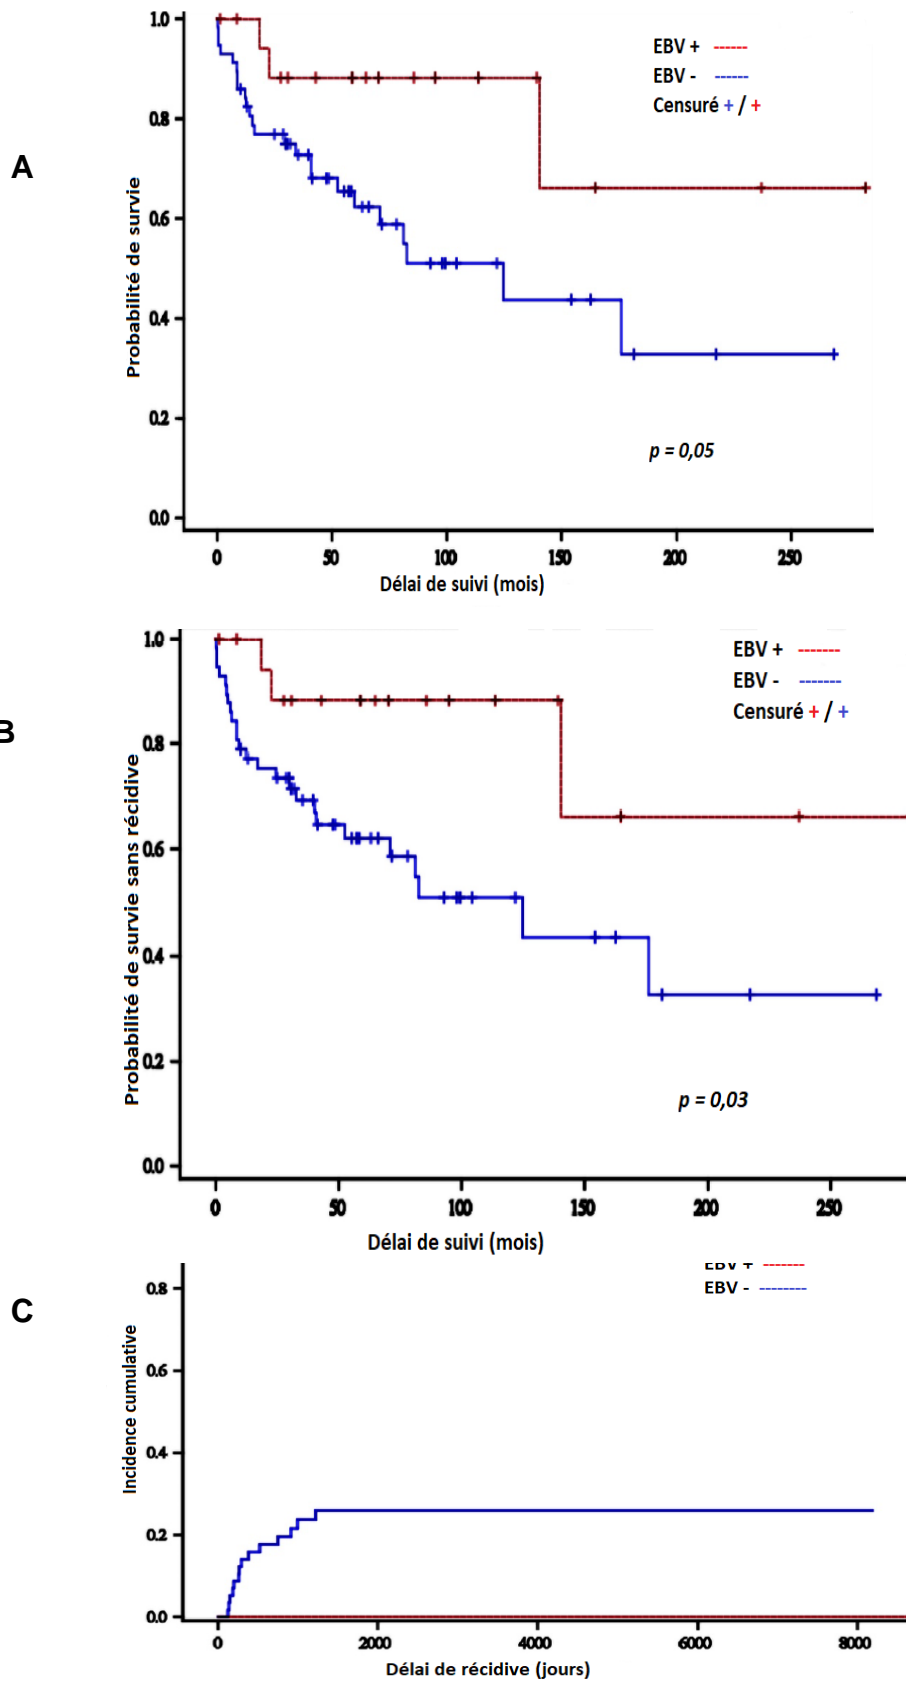 1.0
EBV + ------
EBV - ------
Censuré + / +
0.8
A
Probabilité de survie
0.6
0.4
0.2
p = 0,05
0.0
0 50 100 150 200 250
Délai de suivi (mois)
1.0
EBV + -------
EBV - -------
Censuré + / +
B
0.8
Probabilité de survie sans récidive
0.6
0.4
0.2
p = 0,03
0.0
0 50 100 150 200 250
Délai de suivi (mois)
EBV + -------
EBV - --------
0.8
C
Incidence cumulative
0.6
0.4
0.2
0.0
0 2000 4000 6000 8000
Délai de récidive (jours)